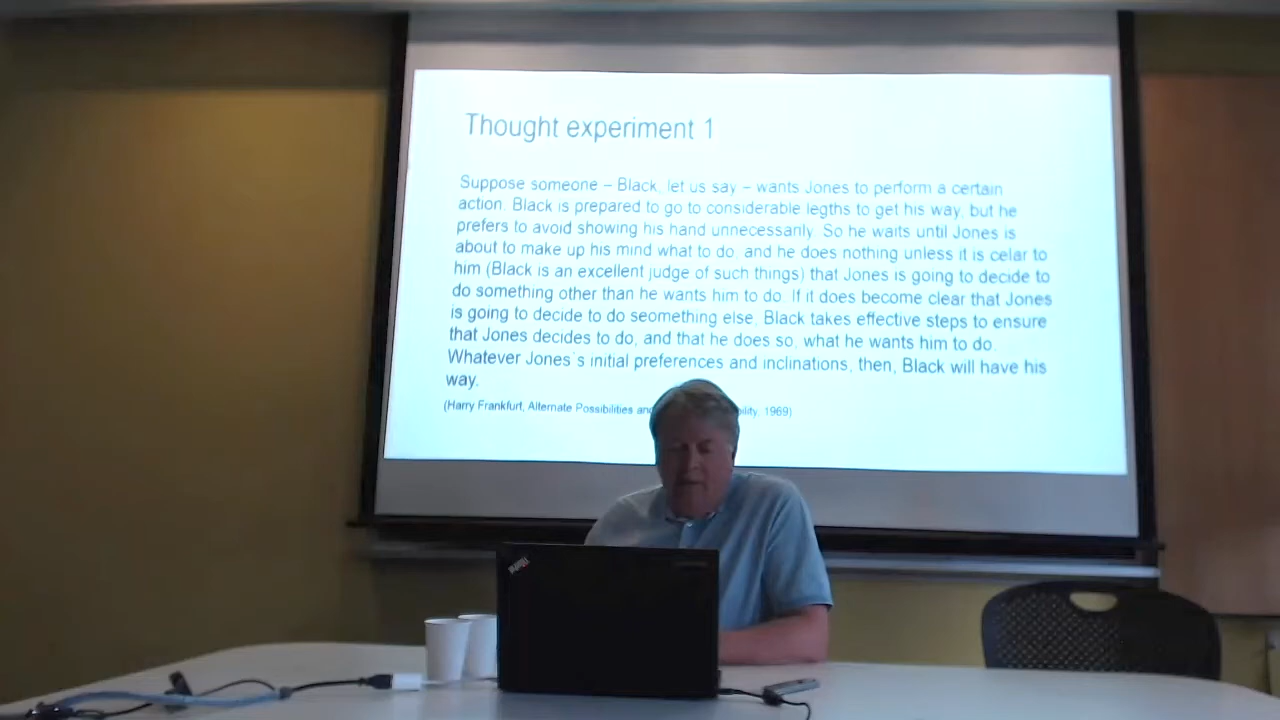 Thought experiment 1
Suppose someone – Black, let us say – wants Jones to perform a certain
action. Black is prepared to go to considerable legths to get his way, but he
prefers to avoid showing his hand unnecessarily. So he waits until Jones is
about to make up his mind what to do, and he does nothing unless it is celar to
him (Black is an excellent judge of such things) that Jones is going to decide to
do something other than he wants him to do. If it does become clear that Jones
is going to decide to do seomething else, Black takes effective steps to ensure
that Jones decides to do, and that he does so, what he wants him to do.
Whatever Jones´s initial preferences and inclinations, then, Black will have his
way.
(Harry Frankfurt, Alternate Possibilities and 1969)